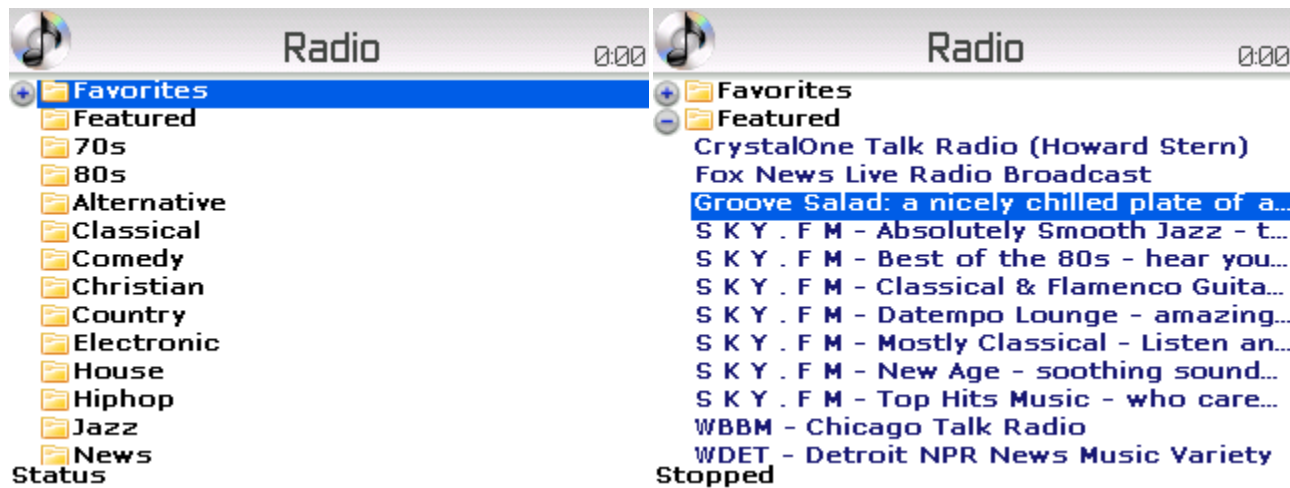 Radio
0:00
Favorites
Featured
70s
80s
Alternative
Classical
Comedy
Christian
Country
Electronic
House
Hiphop
Jazz
News
Status
Radio
0:00
Favorites
Featured
CrystalOne Talk Radio (Howard Stern)
Fox News Live Radio Broadcast
Groove Salad: a nicely chilled plate of a...
S K Y . F M - Absolutely Smooth Jazz - t...
S K Y . F M - Best of the 80s - hear you...
S K Y . F M - Classical & Flamenco Guita...
S K Y . F M - Datempo Lounge - amazing...
S K Y . F M - Mostly Classical - Listen an...
S K Y . F M - New Age - soothing sound...
S K Y . F M - Top Hits Music - who care...
WBBM - Chicago Talk Radio
WDET - Detroit NPR News Music Variety
Stopped